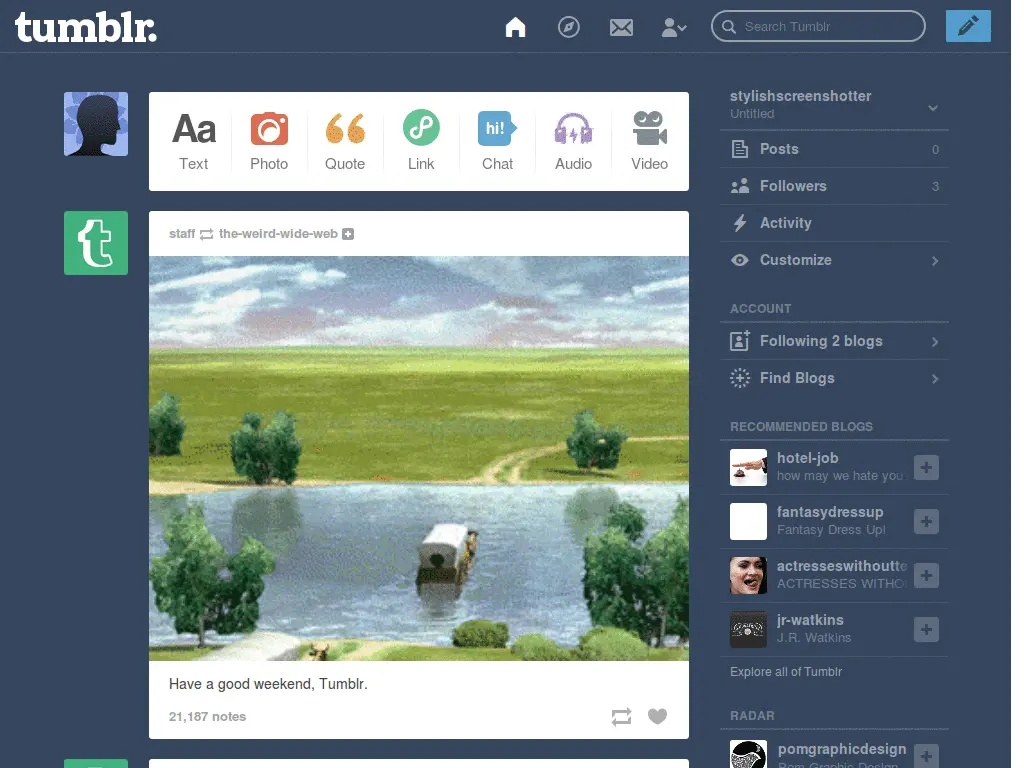 tumblr.
Search Tumblr
Aa
hi!
Text
Photo
Quote
Link
Chat
Audio
Video
t
staff the-weird-wide-web
Have a good weekend, Tumblr.
21,187 notes
stylishscreenshotter
Untitled
Posts 0
Followers 3
Activity
Customize
ACCOUNT
Following 2 blogs
Find Blogs
RECOMMENDED BLOGS
hotel-job
how may we hate you
fantasydressup
Fantasy Dress Up!
actresseswithoutte
ACTRESSES WITHO
jr-watkins
J.R. Watkins
Explore all of Tumblr
RADAR
pomgraphicdesign
Pom Graphic Design